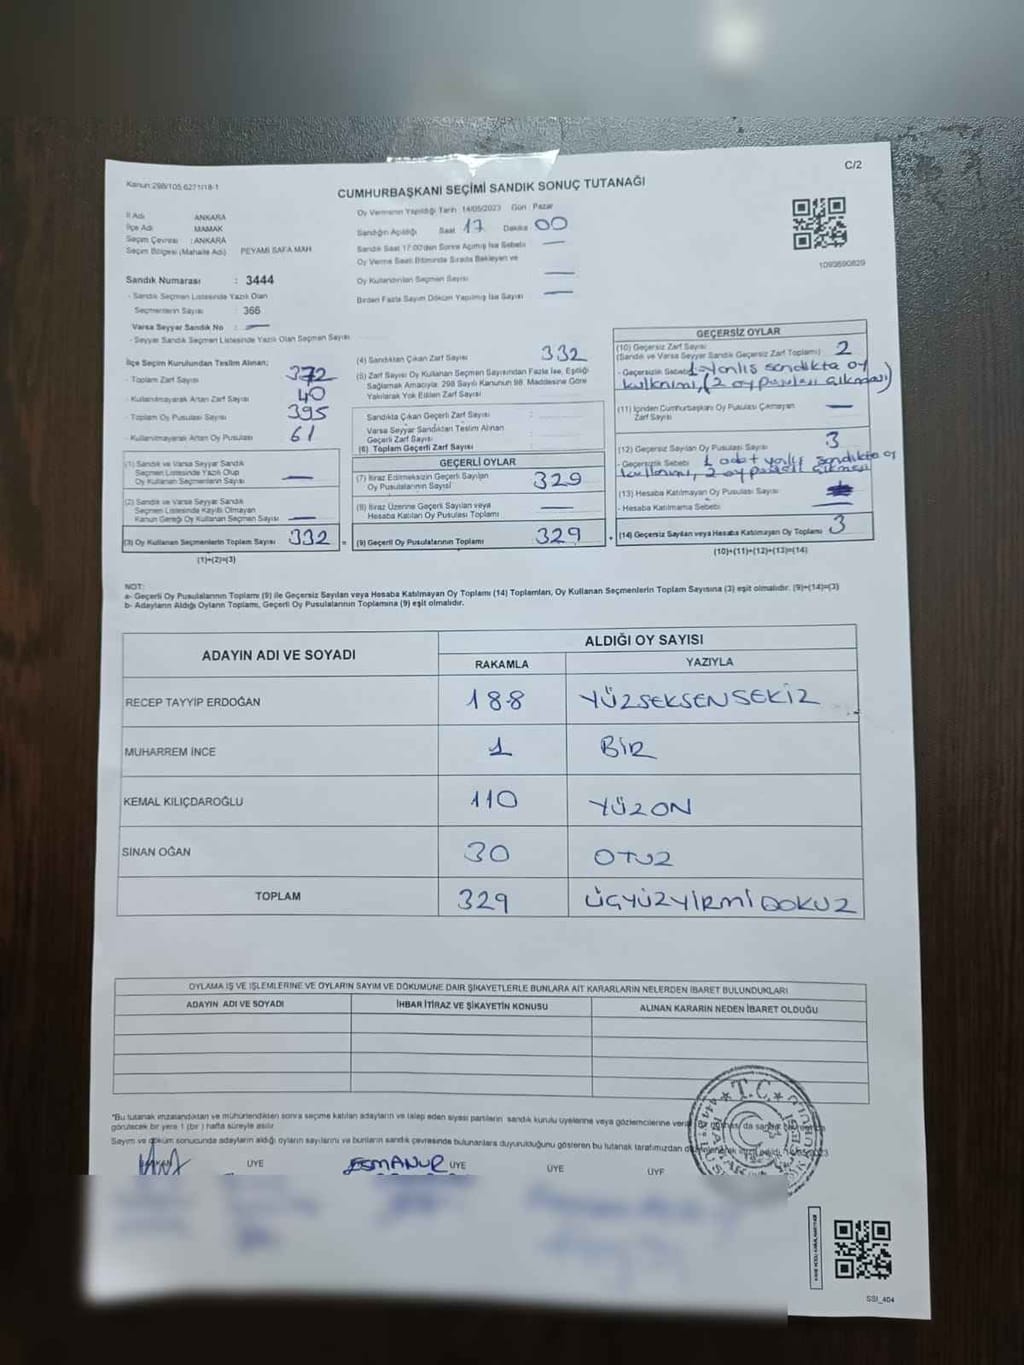 C/2
Kanun:298/105,6271/18-1
CUMHURBAŞKANI SEÇİMİ SANDIK SONUÇ TUTANAĞI
İl Adı ANKARA
İlçe Adı MAMAK
Seçim Çevresi : ANKARA
Seçim Bölgesi (Mahalle Adı) PEYAMİ SAFA MAH
Sandık Numarası : 3444
- Sandık Seçmen Listesinde Yazılı Olan
Seçmenlerin Sayısı : 366
Varsa Seyyar Sandık No :
- Seyyar Sandık Seçmen Listesinde Yazılı Olan Seçmen Sayısı
Oy Vermenin Yapıldığı Tarih 14/05/2023 Gün : Pazar
Sandığın Açıldığı Saat 17 Dakika 00
Sandık Saat 17:00'den Sonra Açılmış İse Sebebi
Oy Verme Saati Bitiminde Sırada Bekleyen ve
Oy Kullandırılan Seçmen Sayısı
Birden Fazla Sayım Döküm Yapılmış İse Sayısı
1093690829
İlçe Seçim Kurulundan Teslim Alınan;
- Toplam Zarf Sayısı 372
- Kullanılmayarak Artan Zarf Sayısı 40
- Toplam Oy Pusulası Sayısı 395
- Kullanılmayarak Artan Oy Pusulası 61
(1) Sandık ve Varsa Seyyar Sandık
Seçmen Listesinde Yazılı Olup
Oy Kullanan Seçmenlerin Sayısı
(2) Sandık ve Varsa Seyyar Sandık
Seçmen Listesinde Kayıtlı Olmayan
Kanun Gereği Oy Kullanan Seçmen Sayısı
(3) Oy Kullanan Seçmenlerin Toplam Sayısı 332 =
(1)+(2)=(3)
(4) Sandıktan Çıkan Zarf Sayısı 332
(5) Zarf Sayısı Oy Kullanan Seçmen Sayısından Fazla İse, Eşitliği
Sağlamak Amacıyla; 298 Sayılı Kanunun 98. Maddesine Göre
Yakılarak Yok Edilen Zarf Sayısı
Sandıkta Çıkan Geçerli Zarf Sayısı
Varsa Seyyar Sandıktan Teslim Alınan
Geçerli Zarf Sayısı
(6) Toplam Geçerli Zarf Sayısı
GEÇERLİ OYLAR
(7) İtiraz Edilmeksizin Geçerli Sayılan
Oy Pusulalarının Sayısı 329
(8) İtiraz Üzerine Geçerli Sayılan veya
Hesaba Katılan Oy Pusulası Toplamı
(9) Geçerli Oy Pusulalarının Toplamı 329 +
GEÇERSİZ OYLAR
(10) Geçersiz Zarf Sayısı 2
(Sandık ve Varsa Seyyar Sandık Geçersiz Zarf Toplamı)
- Geçersizlik Sebebi 1 yanlış sandıkta oy
kulknımı, (2 oy pusulası çıkması)
(11) İçinden Cumhurbaşkanı Oy Pusulası Çıkmayan
Zarf Sayısı
(12) Geçersiz Sayılan Oy Pusulası Sayısı 3
- Geçersizlik Sebebi 1 adet yanlış sandıkta oy
kullanımı, 2 oy pusulası çıkması
(13) Hesaba Katılmayan Oy Pusulası Sayısı
- Hesaba Katılmama Sebebi
(14) Geçersiz Sayılan veya Hesaba Katılmayan Oy Toplamı 3
(10)+(11)+(12)+(13)=(14)
NOT:
a- Geçerli Oy Pusulalarının Toplamı (9) ile Geçersiz Sayılan veya Hesaba Katılmayan Oy Toplamı (14) Toplamları, Oy Kullanan Seçmenlerin Toplam Sayısına (3) eşit olmalıdır. (9)+(14)=(3)
b- Adayların Aldığı Oyların Toplamı, Geçerli Oy Pusulalarının Toplamına (9) eşit olmalıdır.
ADAYIN ADI VE SOYADI ALDIĞI OY SAYISI
RAKAMLA YAZIYLA
RECEP TAYYİP ERDOĞAN 188 YÜZSEKSENSEKİZ
MUHARREM İNCE 1 BİR
KEMAL KILIÇDAROĞLU 110 YÜZON
SİNAN OĞAN 30 OTUZ
TOPLAM 329 ÜÇYÜZYİRMİDOKUZ
OYLAMA İŞ VE İŞLEMLERİNE VE OYLARIN SAYIM VE DÖKÜMÜNE DAİR ŞİKAYETLERLE BUNLARA AİT KARARLARIN NELERDEN İBARET BULUNDUKLARI
ADAYIN ADI VE SOYADI İHBAR İTİRAZ VE ŞİKAYETİN KONUSU ALINAN KARARIN NEDEN İBARET OLDUĞU
*Bu tutanak imzalandıktan ve mühürlendikten sonra seçime katılan adayların ve talep eden siyasi partilerin sandık kurulu üyelerine veya gözlemcilerine
görülecek bir yere 1 (bir ) hafta süreyle asılır
Sayım ve döküm sonucunda adayların aldığı oyların sayılarını ve bunların sandık çevresinde bulunanlara duyurulduğunu gösteren bu tutanak tarafımızdan
ÜYE ESMANUR ÜYE ÜYE ÜYE
T.C.
SSI_404